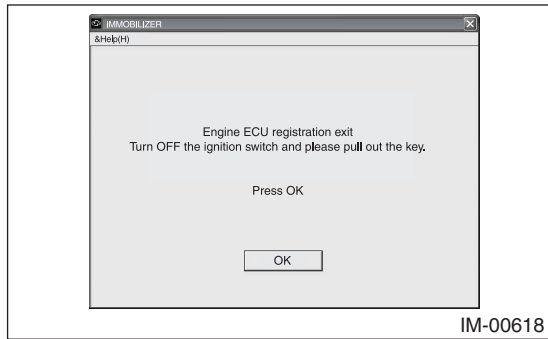 IMMOBILIZER
&Help(H)
Engine ECU registration exit
Turn OFF the ignition switch and please pull out the key.
Press OK
OK
IM-00618